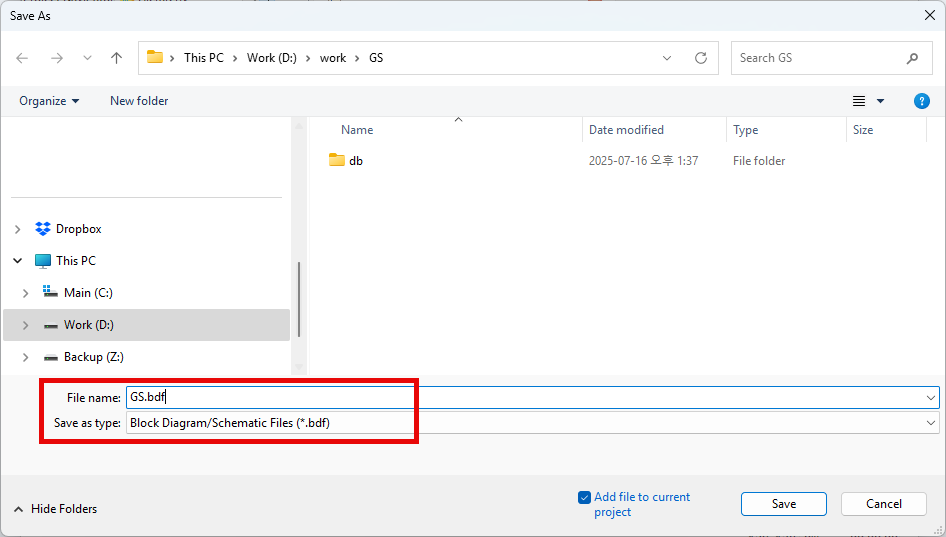 Save As
This PC > Work (D:) > work > GS
Search GS
Organize
New folder
?
Name
Date modified
Type
Size
db
2025-07-16 오후 1:37
File folder
Dropbox
This PC
Main (C:)
Work (D:)
Backup (Z:)
File name: GS.bdf
Save as type: Block Diagram/Schematic Files (*.bdf)
Hide Folders
Add file to current
project
Save
Cancel